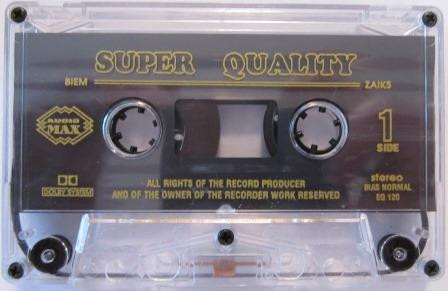 SUPER QUALITY
BIEM
ZAIKS
AUDIO
MAX
1
SIDE
DOLBY SYSTEM
ALL RIGHTS OF THE RECORD PRODUCER
AND OF THE OWNER OF THE RECORDER WORK RESERVED
stereo
BIAS NORMAL
EQ 120